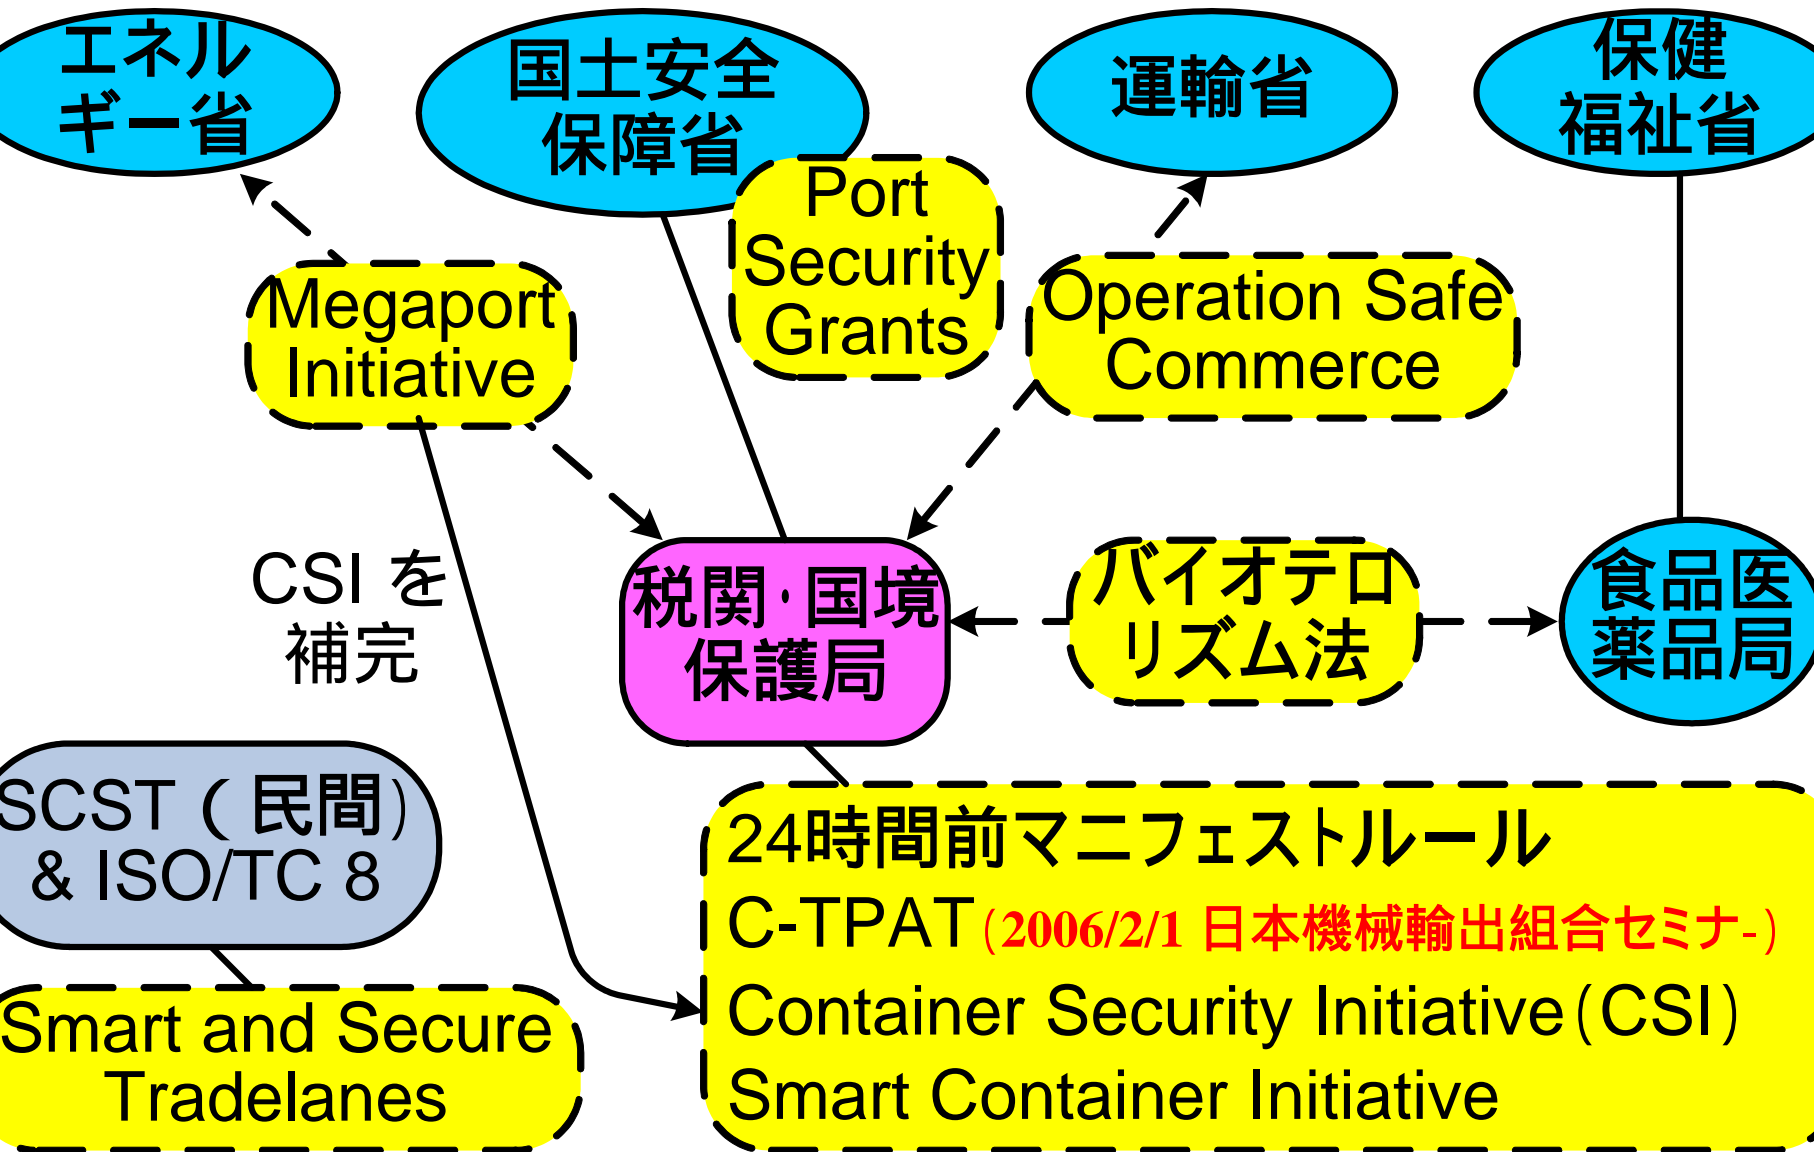 エネル
ギー省
国土安全
保障省
運輸省
保健
福祉省
Port
Security
Grants
Megaport
Initiative
Operation Safe
Commerce
CSI を
補完
税関・国境
保護局
バイオテロ
リズム法
食品医
薬品局
SCST（民間）
& ISO/TC 8
24時間前マニフェストルール
C-TPAT(2006/2/1 日本機械輸出組合セミナ-)
Container Security Initiative(CSI)
Smart Container Initiative
Smart and Secure
Tradelanes